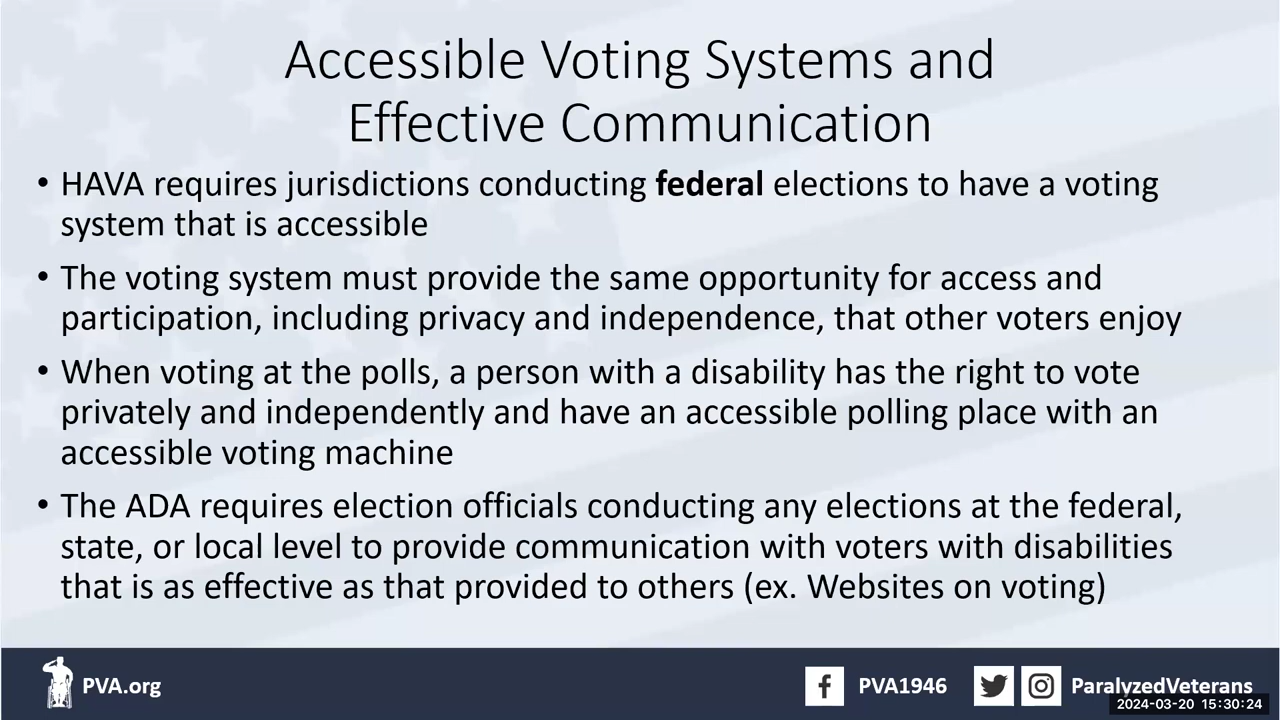 Accessible Voting Systems and
Effective Communication
• HAVA requires jurisdictions conducting federal elections to have a voting
system that is accessible
• The voting system must provide the same opportunity for access and
participation, including privacy and independence, that other voters enjoy
• When voting at the polls, a person with a disability has the right to vote
privately and independently and have an accessible polling place with an
accessible voting machine
• The ADA requires election officials conducting any elections at the federal,
state, or local level to provide communication with voters with disabilities
that is as effective as that provided to others (ex. Websites on voting)
PVA.org
PVA1946
ParalyzedVeterans
2024-03-20 15:30:24